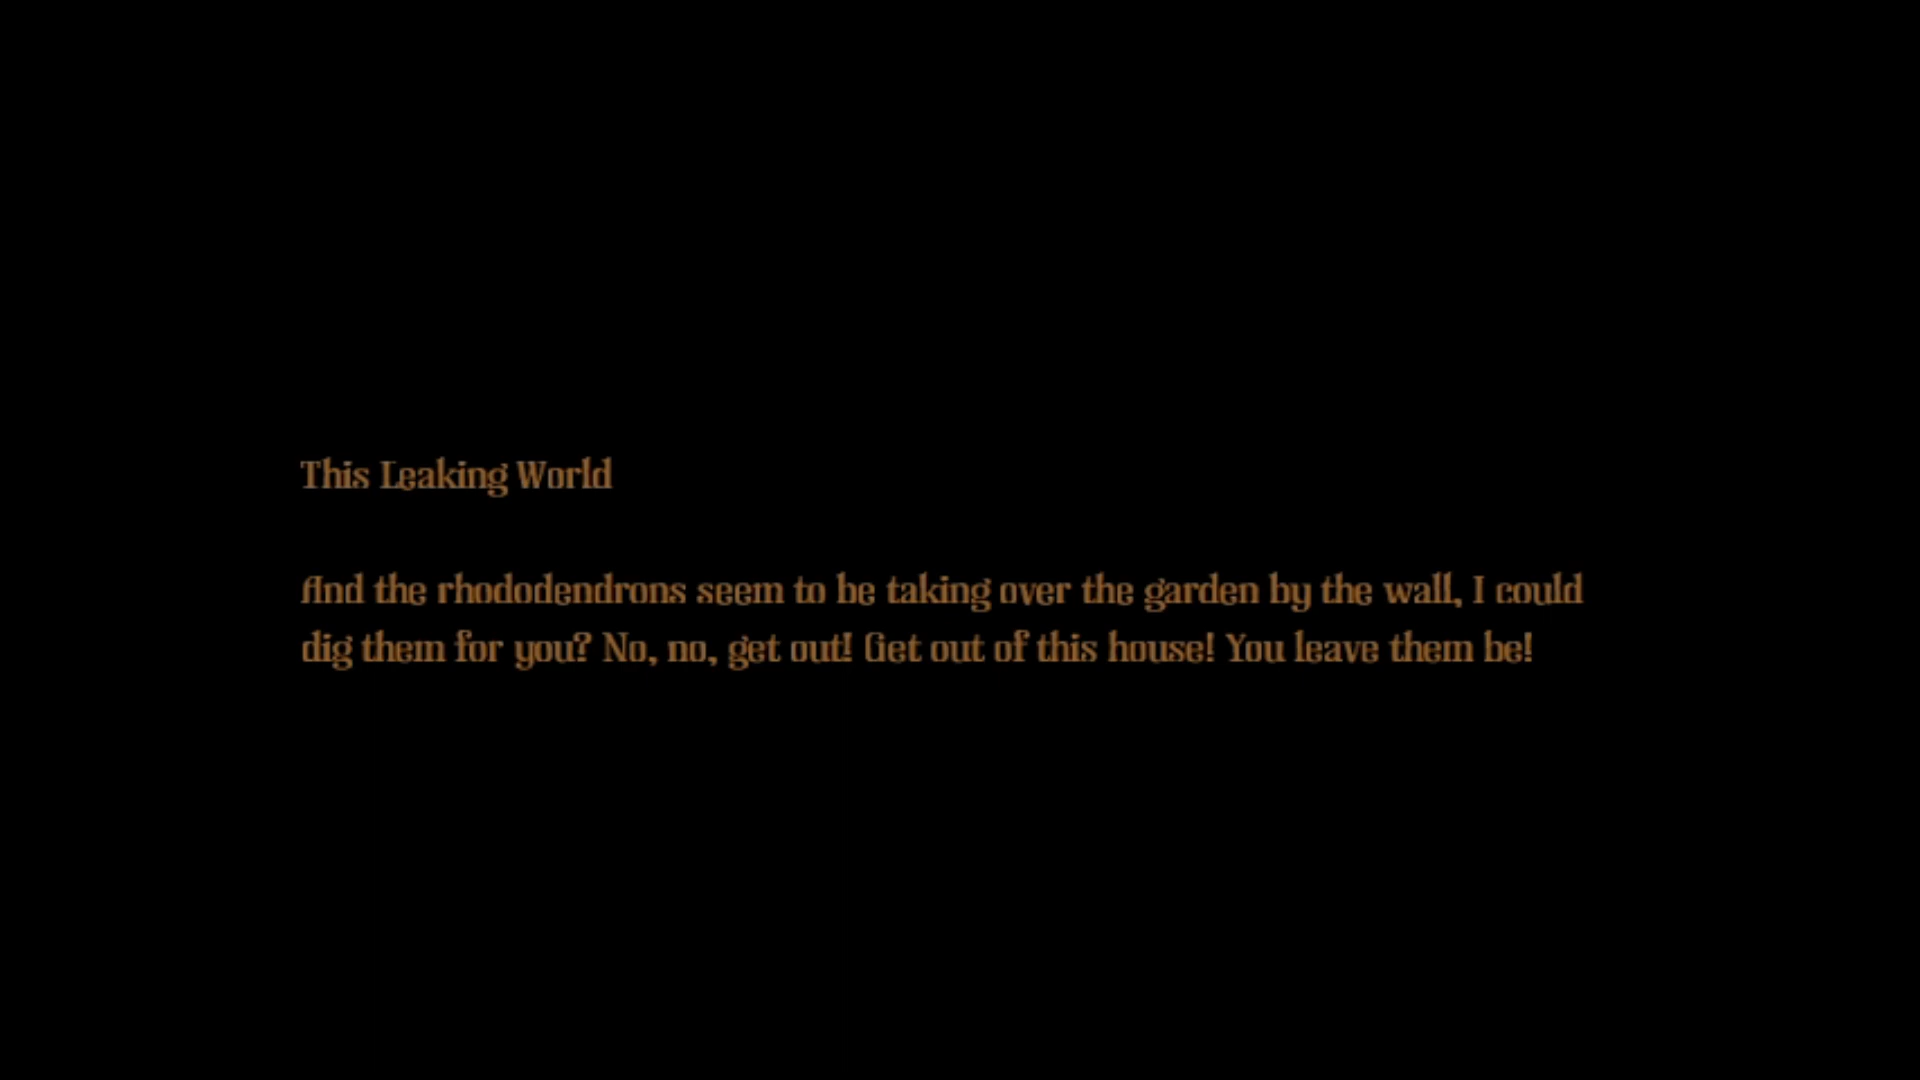 This Leaking World
And the rhododendrons seem to be taking over the garden by the wall, I could
dig them for you? No, no, get out! Get out of this house! You leave them be!